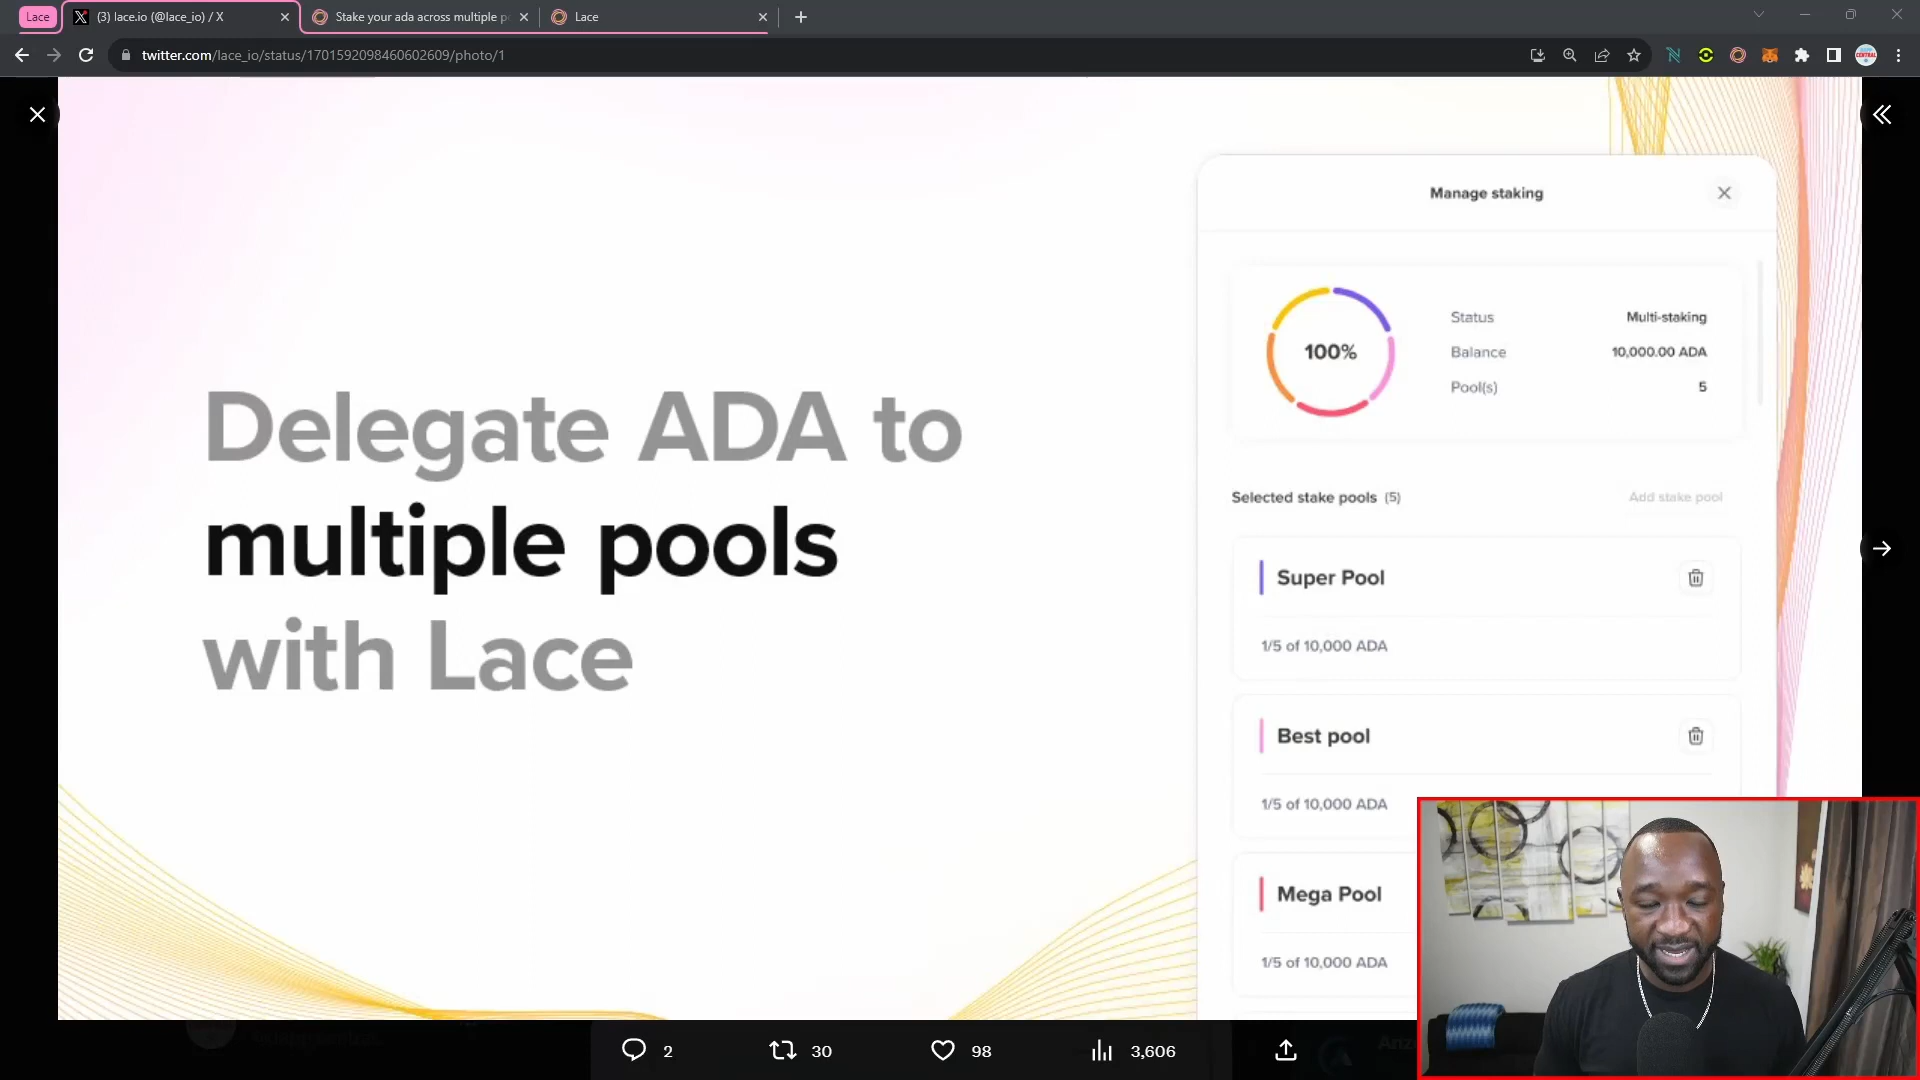 Lace
(3) lace.io (@lace_io) / X
Stake your ada across multiple p
Lace
twitter.com/lace_io/status/1701592098460602609/photo/1
Delegate ADA to
multiple pools
with Lace
Manage staking
100%
Status Multi-staking
Balance 10,000.00 ADA
Pool(s) 5
Selected stake pools (5) Add stake pool
Super Pool
1/5 of 10,000 ADA
Best pool
1/5 of 10,000 ADA
Mega Pool
1/5 of 10,000 ADA
2 30 98 3,606